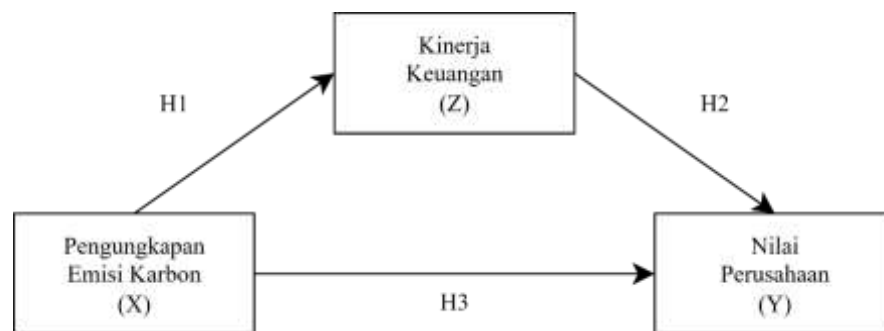 Kinerja
Keuangan
(Z)
H1
H2
Pengungkapan
Emisi Karbon
(X)
H3
Nilai
Perusahaan
(Y)